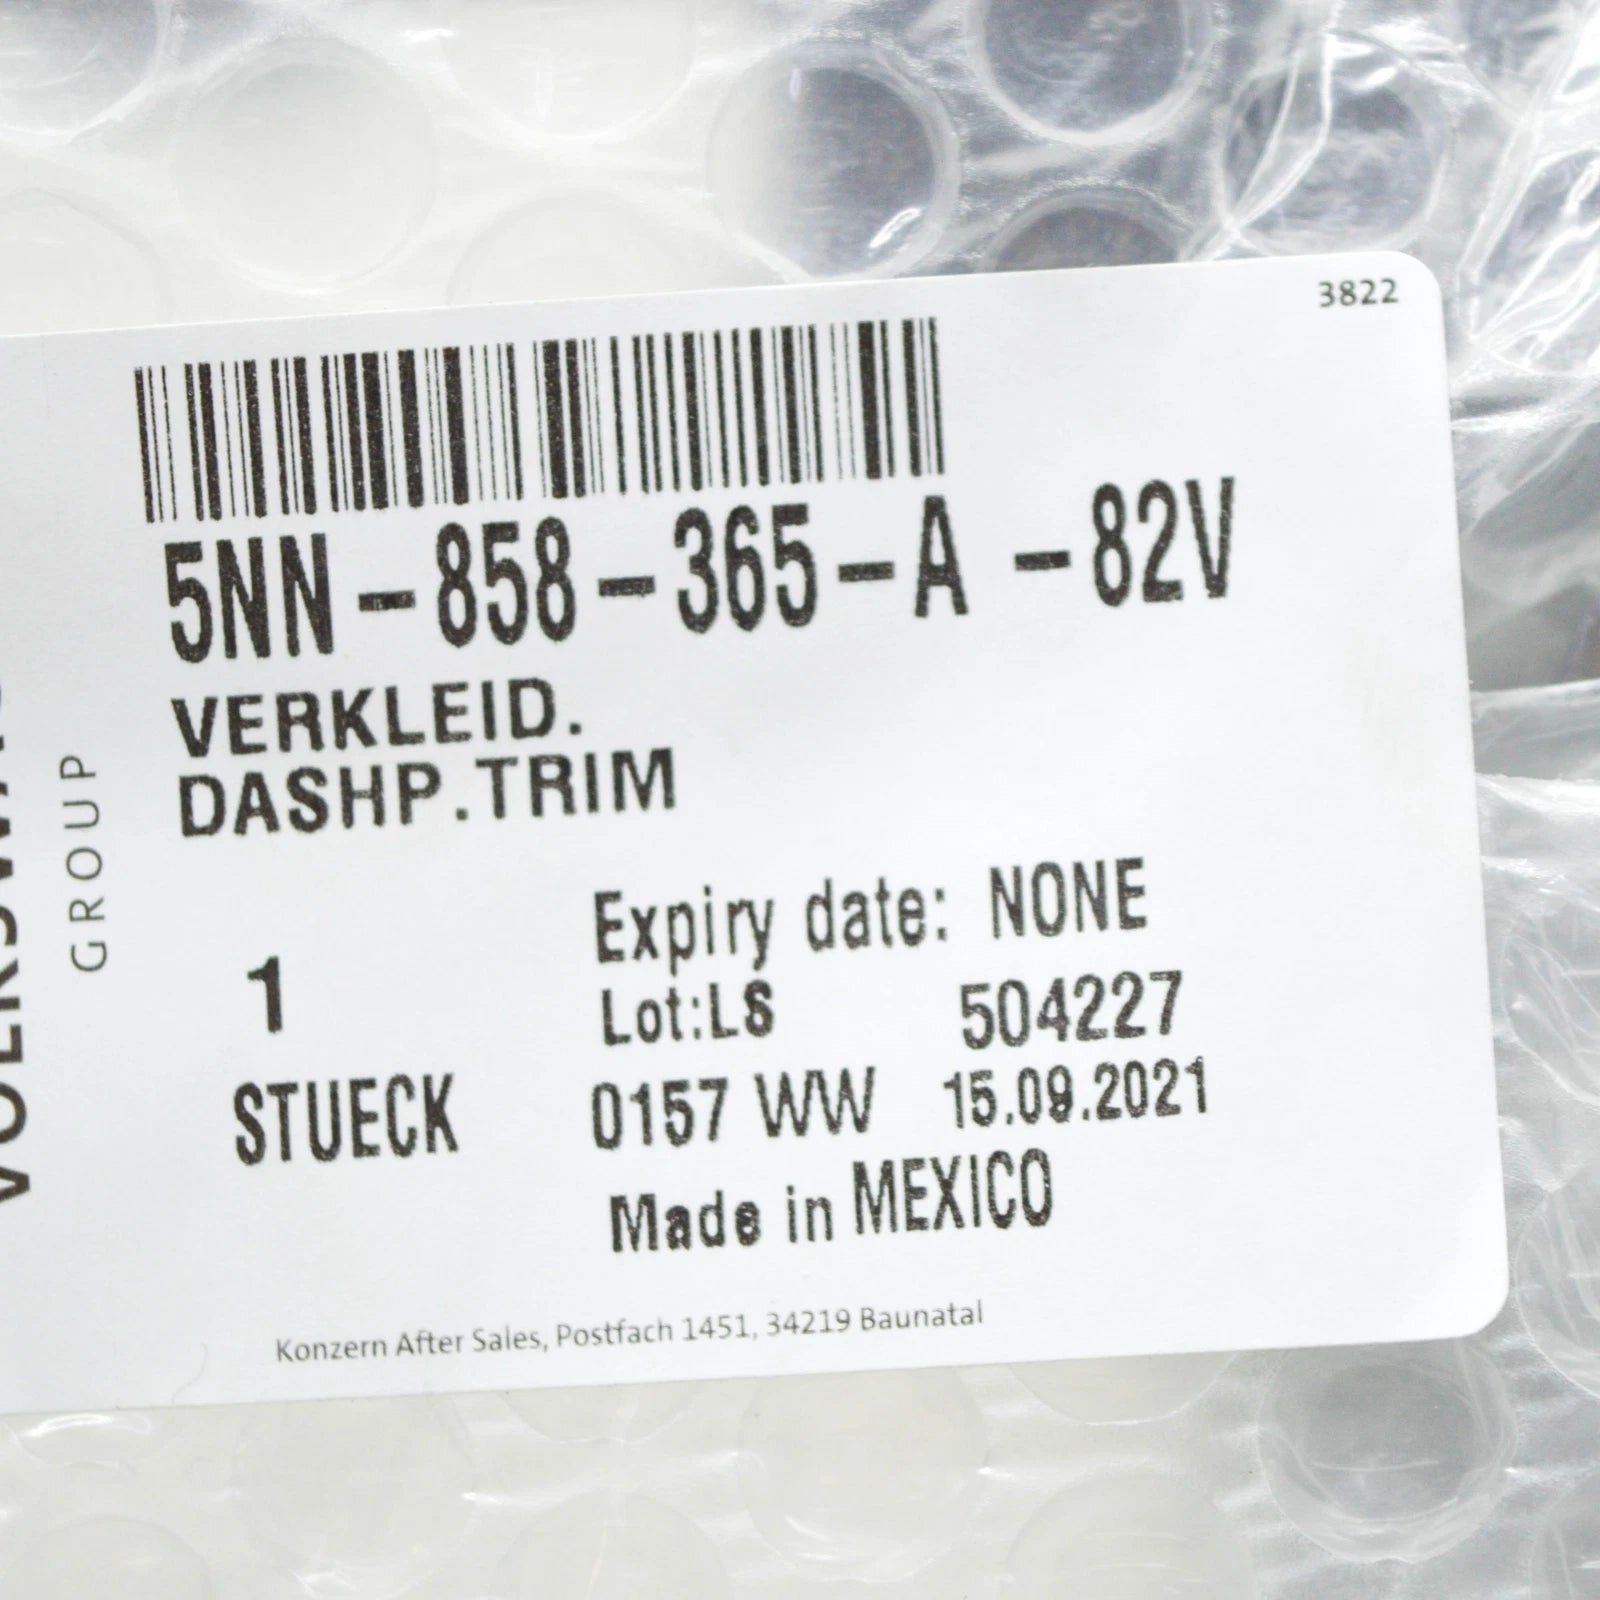 3822
5NN-858-365-A -82V
VERKLEID.
DASHP.TRIM
GROUP
Expiry date: NONE
1
Lot:LS 504227
STUECK 0157 WW 15.09.2021
Made in MEXICO
Konzern After Sales, Postfach 1451, 34219 Baunatal